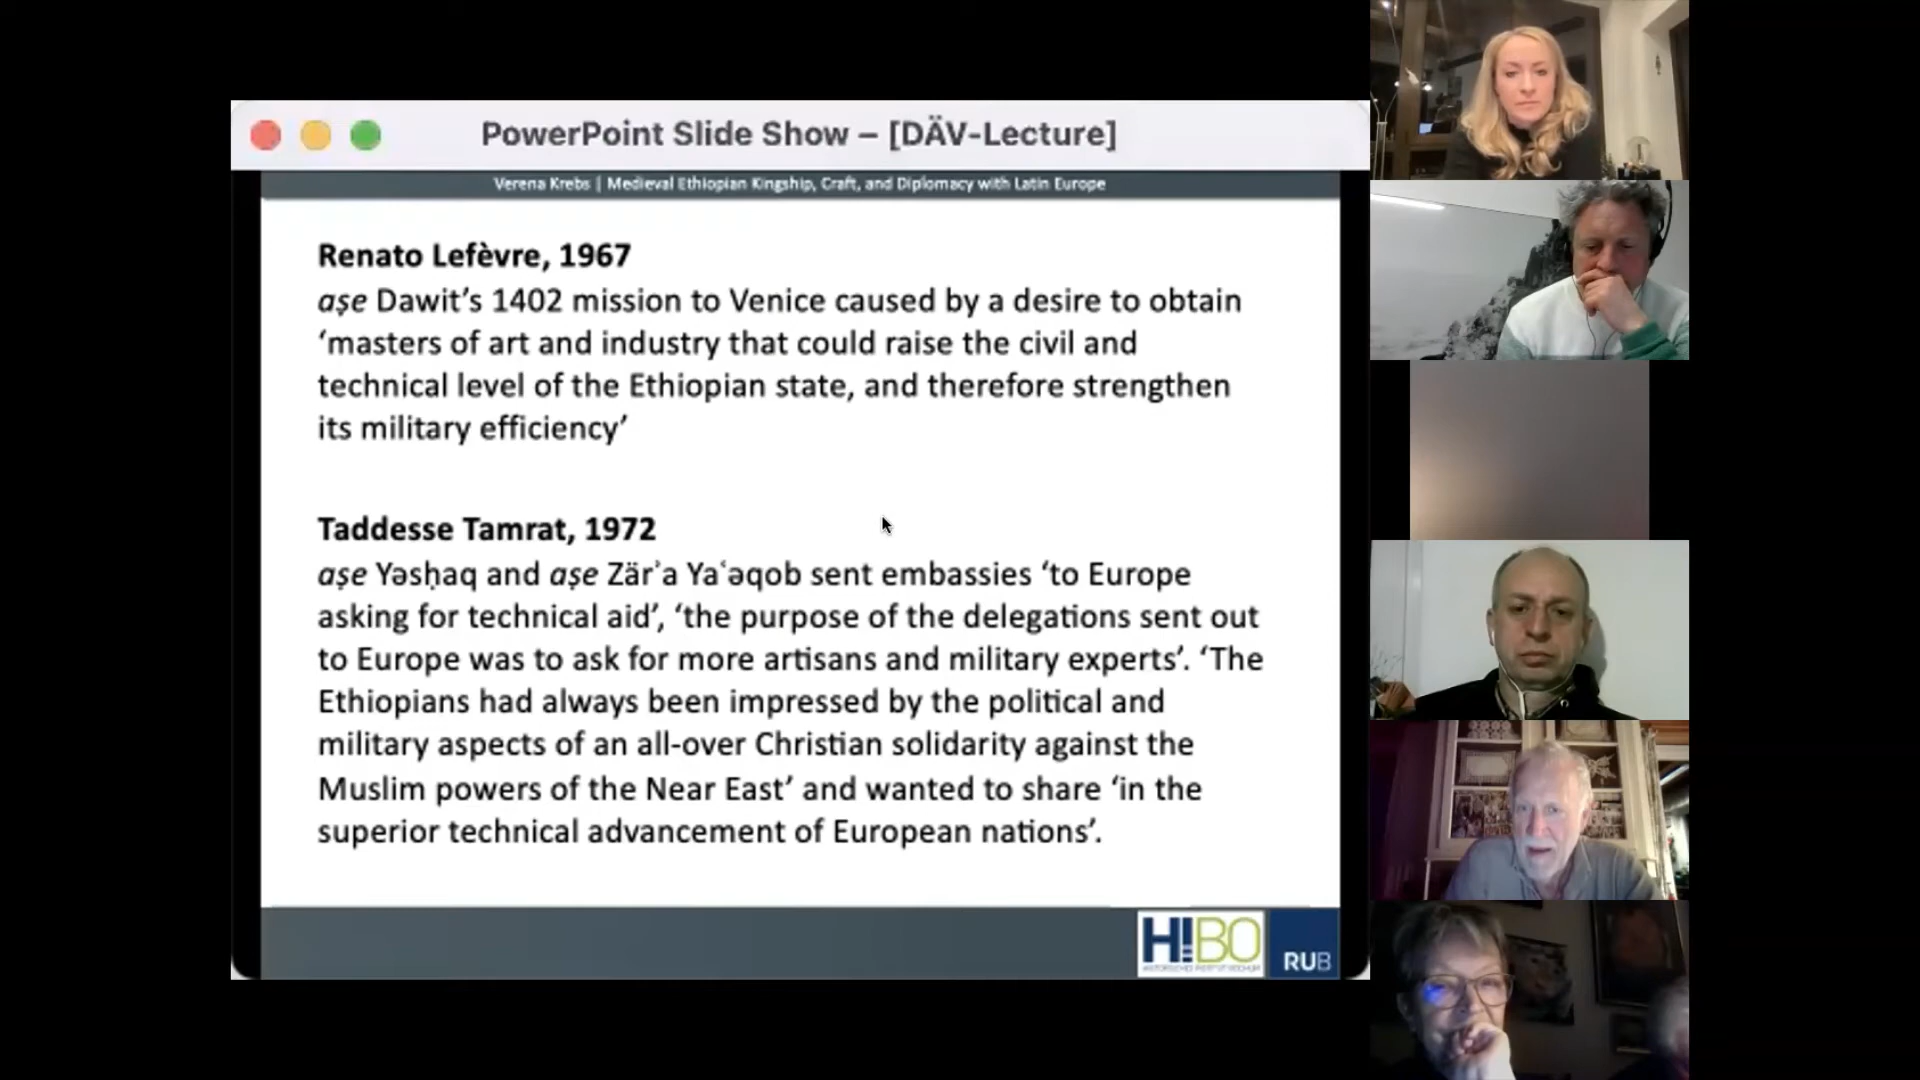 PowerPoint Slide Show – [DÄV-Lecture]
Verena Krebs | Medieval Ethiopian Kingship, Craft, and Diplomacy with Latin Europe
Renato Lefèvre, 1967
aṣe Dawit’s 1402 mission to Venice caused by a desire to obtain
‘masters of art and industry that could raise the civil and
technical level of the Ethiopian state, and therefore strengthen
its military efficiency’
Taddesse Tamrat, 1972
aṣe Yəsḥaq and aṣe Zärʾa Yaʿəqob sent embassies ‘to Europe
asking for technical aid’, ‘the purpose of the delegations sent out
to Europe was to ask for more artisans and military experts’. ‘The
Ethiopians had always been impressed by the political and
military aspects of an all-over Christian solidarity against the
Muslim powers of the Near East’ and wanted to share ‘in the
superior technical advancement of European nations’.
H!BO
RUB